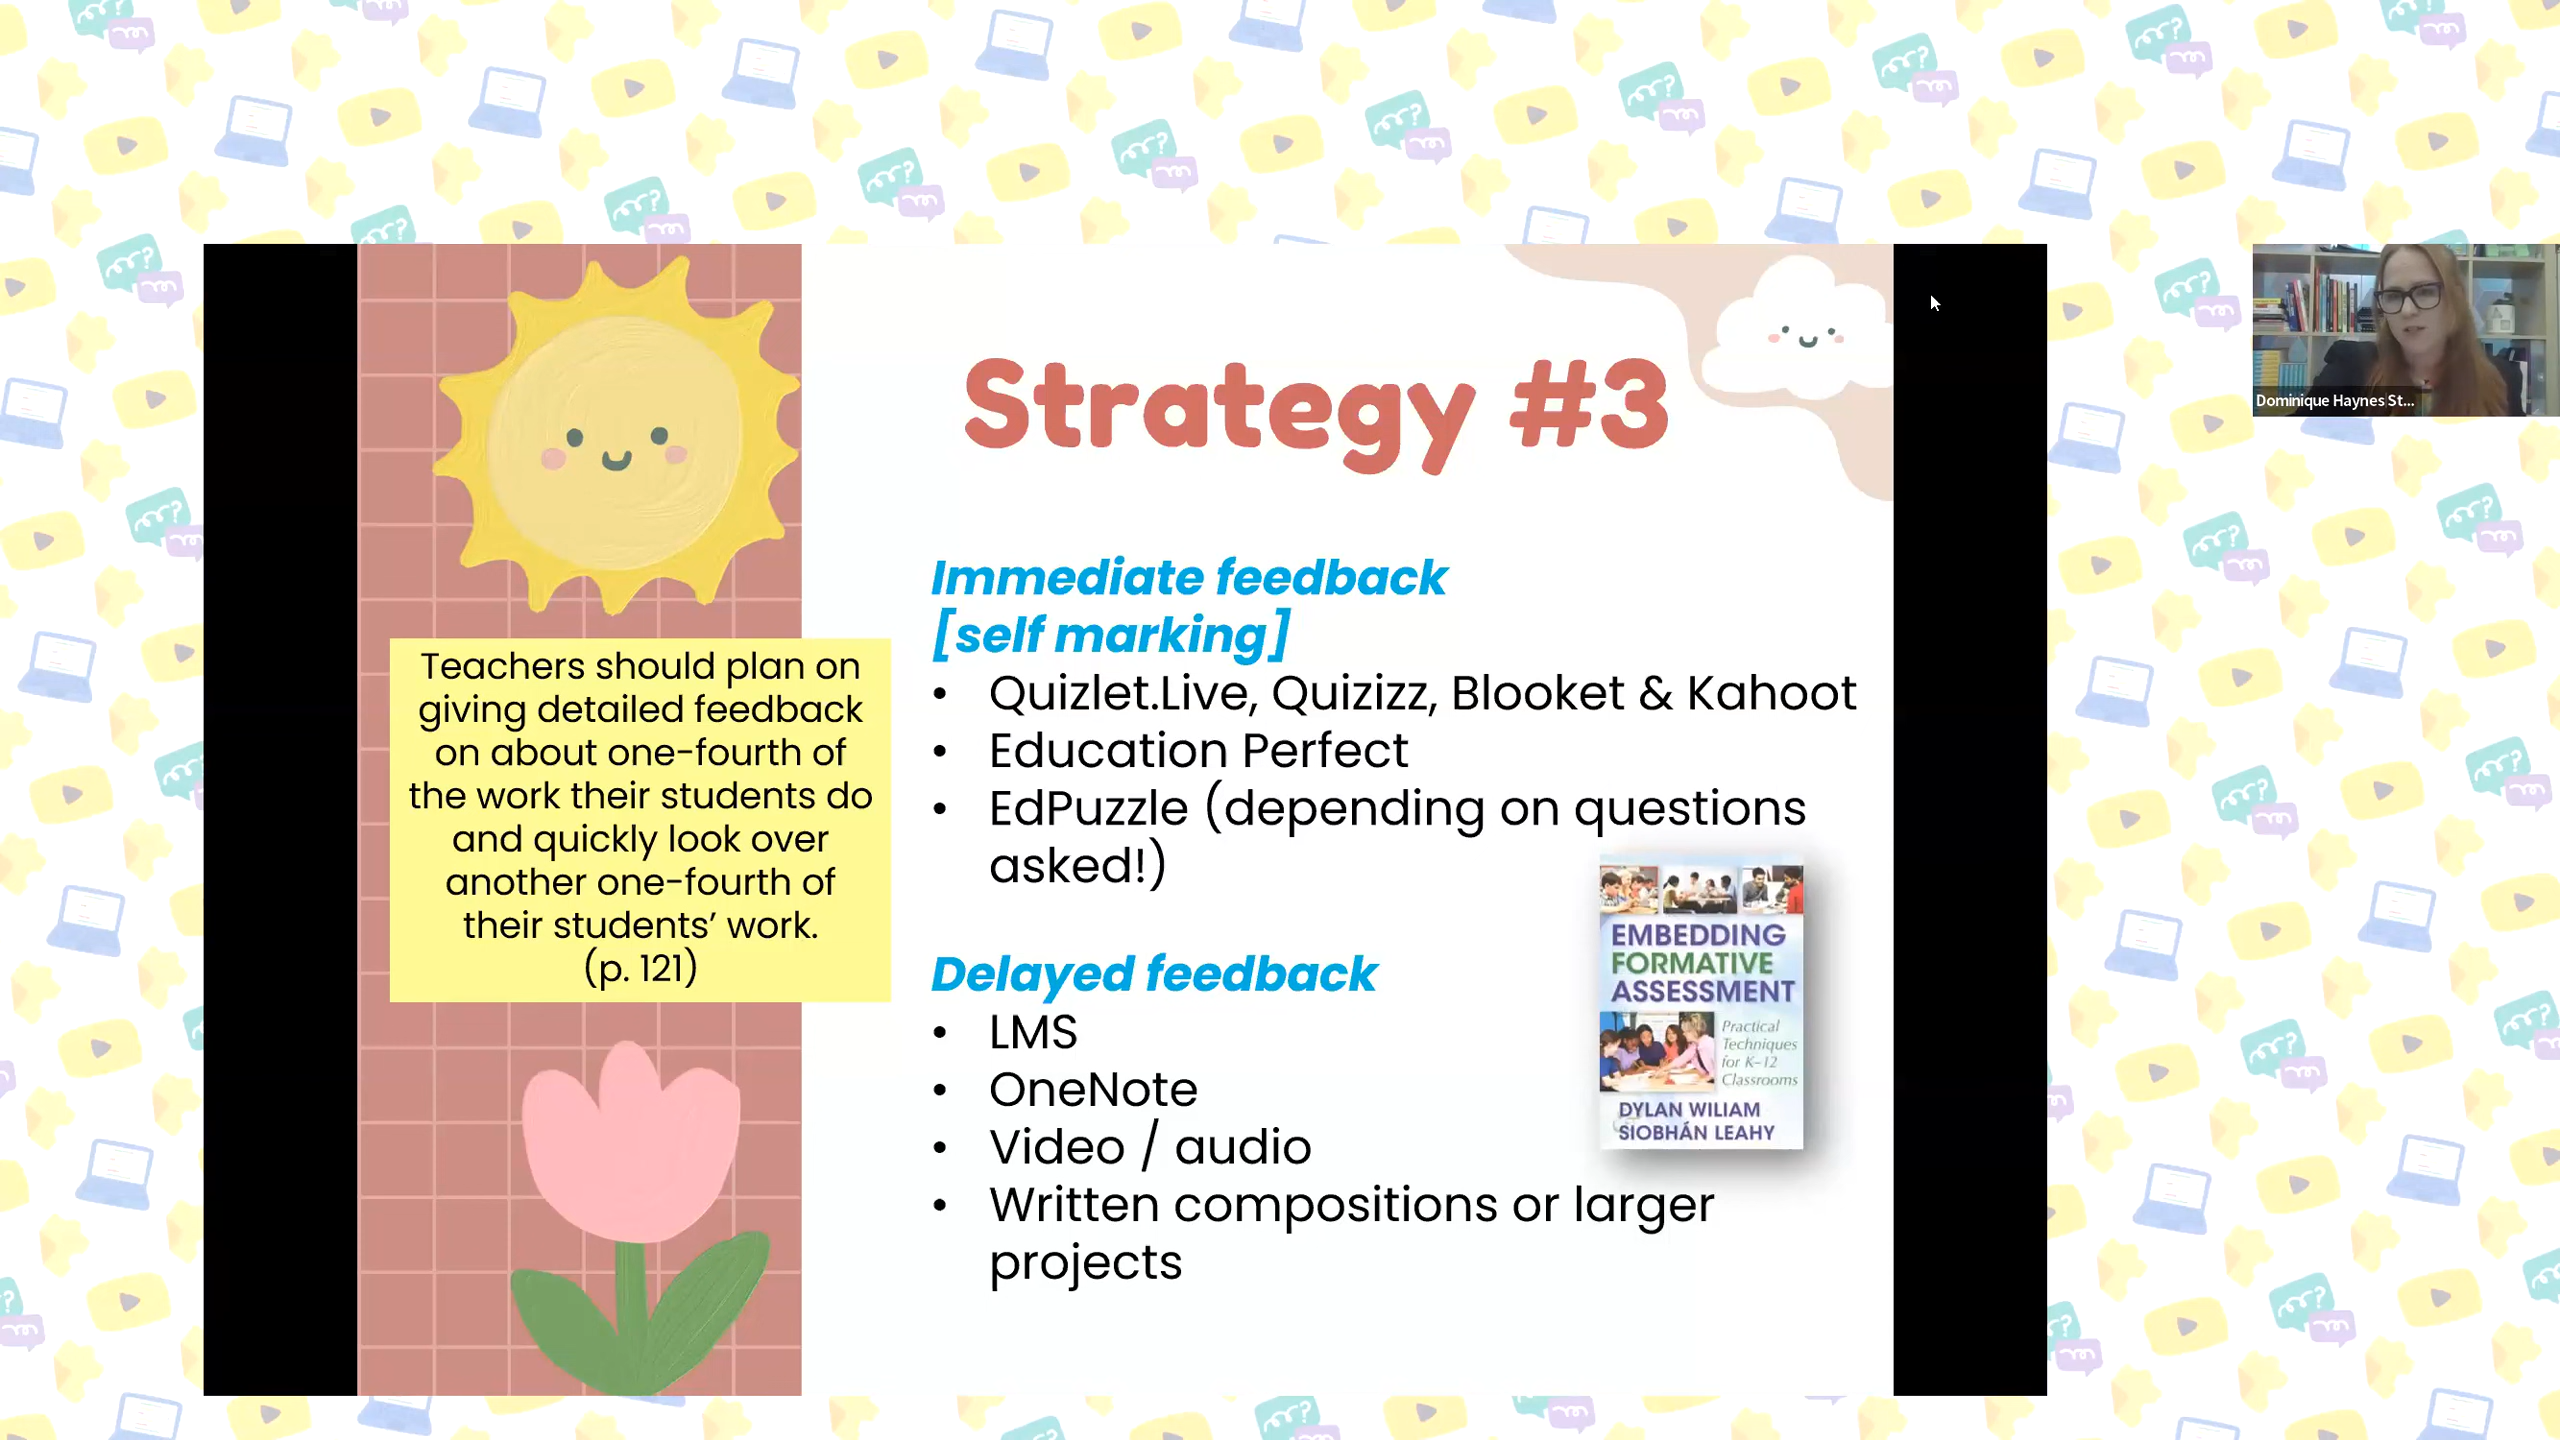 Strategy #3
Teachers should plan on
giving detailed feedback
on about one-fourth of
the work their students do
and quickly look over
another one-fourth of
their students' work.
(p. 121)
Immediate feedback
[self marking]
• Quizlet.Live, Quizizz, Blooket & Kahoot
• Education Perfect
• EdPuzzle (depending on questions
asked!)
Delayed feedback
• LMS
• OneNote
• Video / audio
• Written compositions or larger
projects
EMBEDDING
FORMATIVE
ASSESSMENT
Practical
Techniques
for K-12
Classrooms
DYLAN WILIAM
SIOBHÁN LEAHY
Dominique Haynes St...